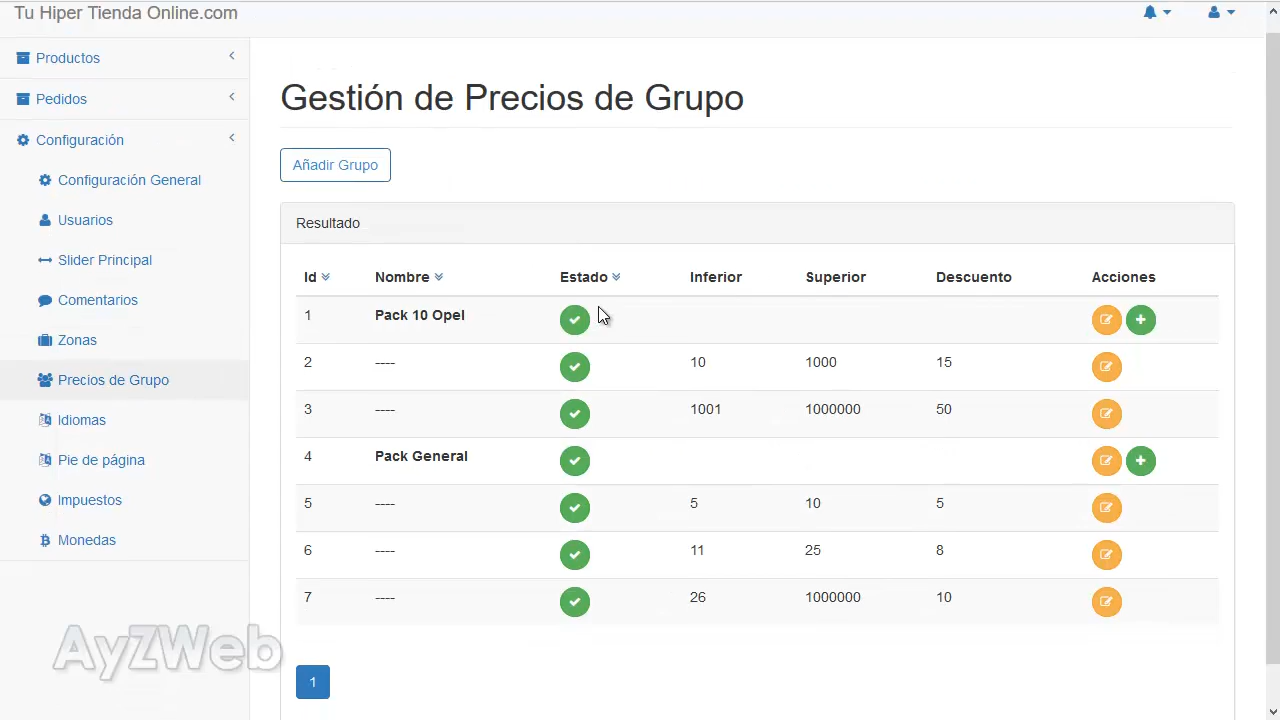 Tu Hiper Tienda Online.com
Productos
Pedidos
Configuración
Configuración General
Usuarios
Slider Principal
Comentarios
Zonas
Precios de Grupo
Idiomas
Pie de página
Impuestos
Monedas
AyZWeb
Gestión de Precios de Grupo
Añadir Grupo
Resultado
Id Nombre Estado Inferior Superior Descuento Acciones
1 Pack 10 Opel
2 ---- 10 1000 15
3 ---- 1001 1000000 50
4 Pack General
5 ---- 5 10 5
6 ---- 11 25 8
7 ---- 26 1000000 10
1